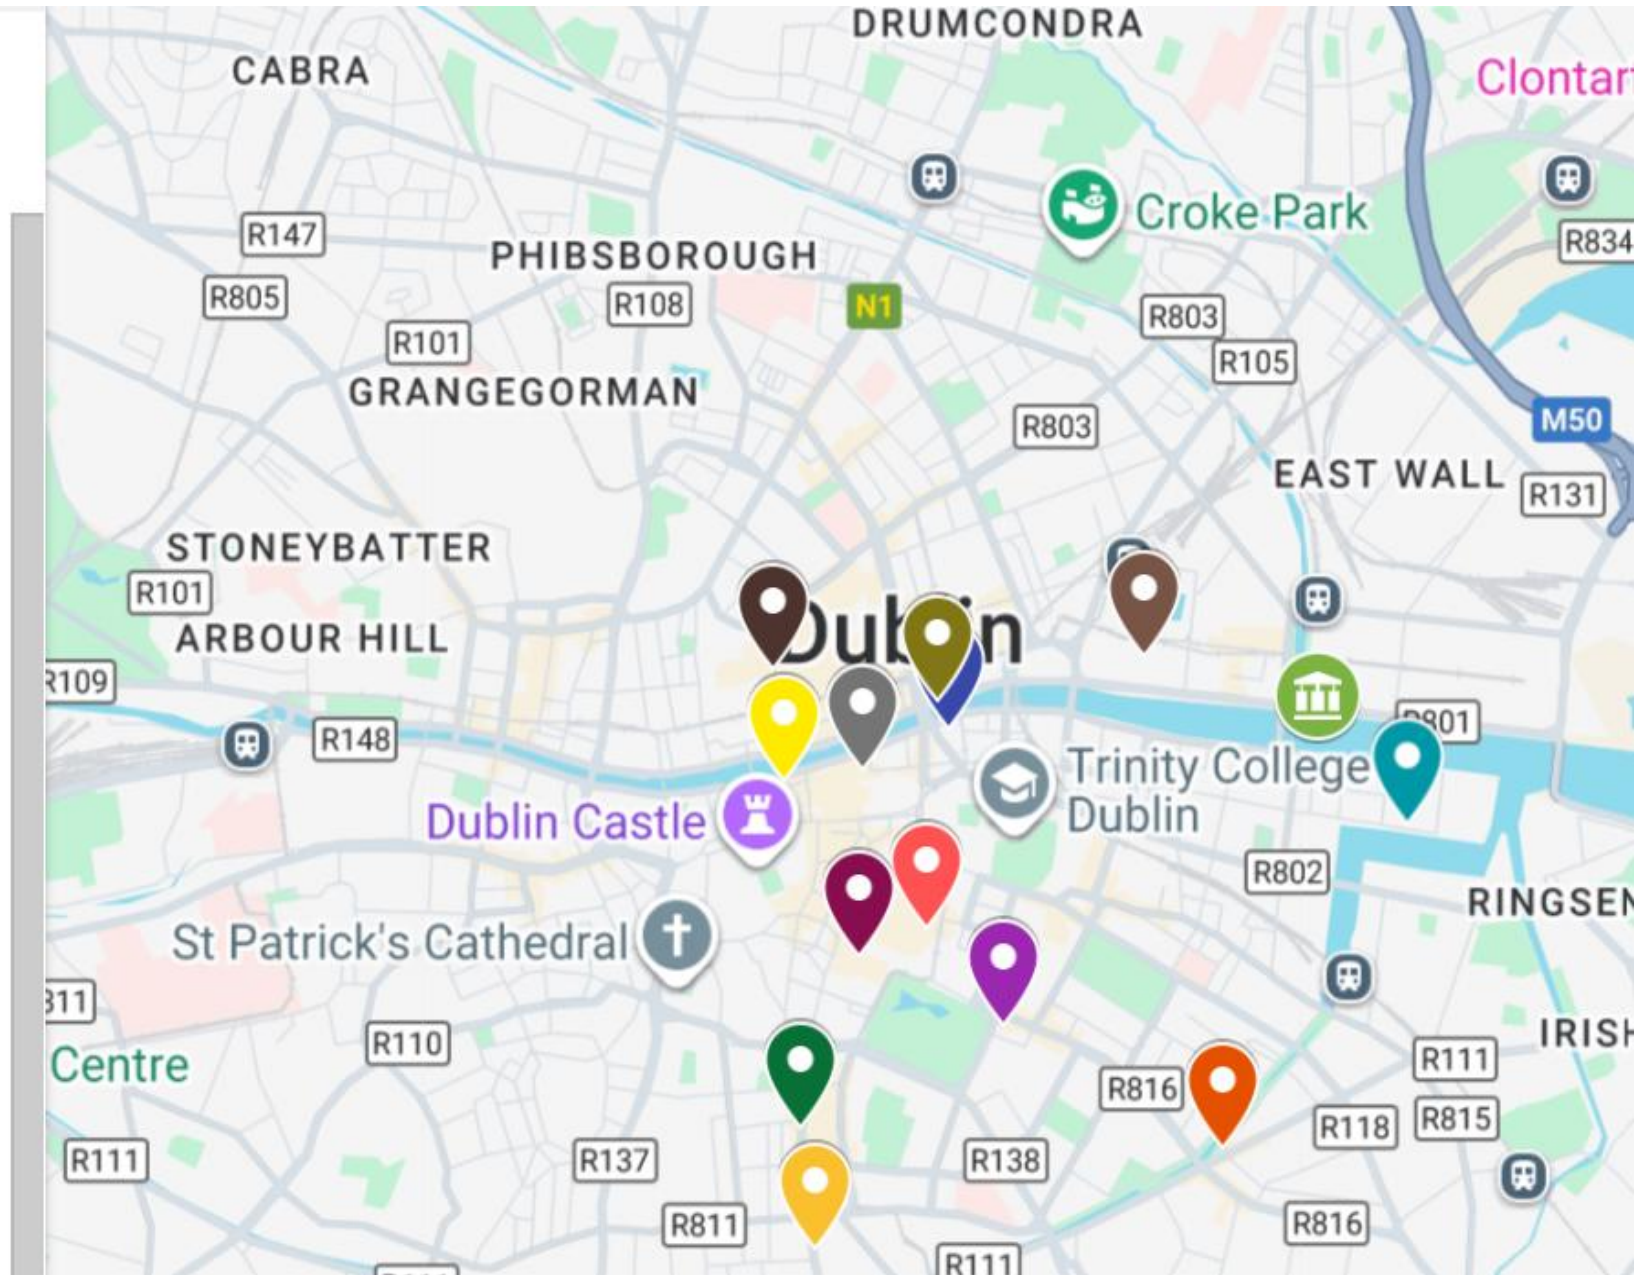 DRUMCONDRA
CABRA
Clontar
Croke Park
R147
R834
PHIBSBOROUGH
R805
R108
N1
R803
R101
R105
GRANGEGORMAN
M50
R803
EAST WALL
R131
STONEYBATTER
R101
Dublin
ARBOUR HILL
R109
R801
R148
Trinity College
Dublin
Dublin Castle
R802
RINGSEN
St Patrick's Cathedral
811
IRISH
R110
Centre
R111
R816
R118
R815
R111
R137
R138
R811
R816
R111